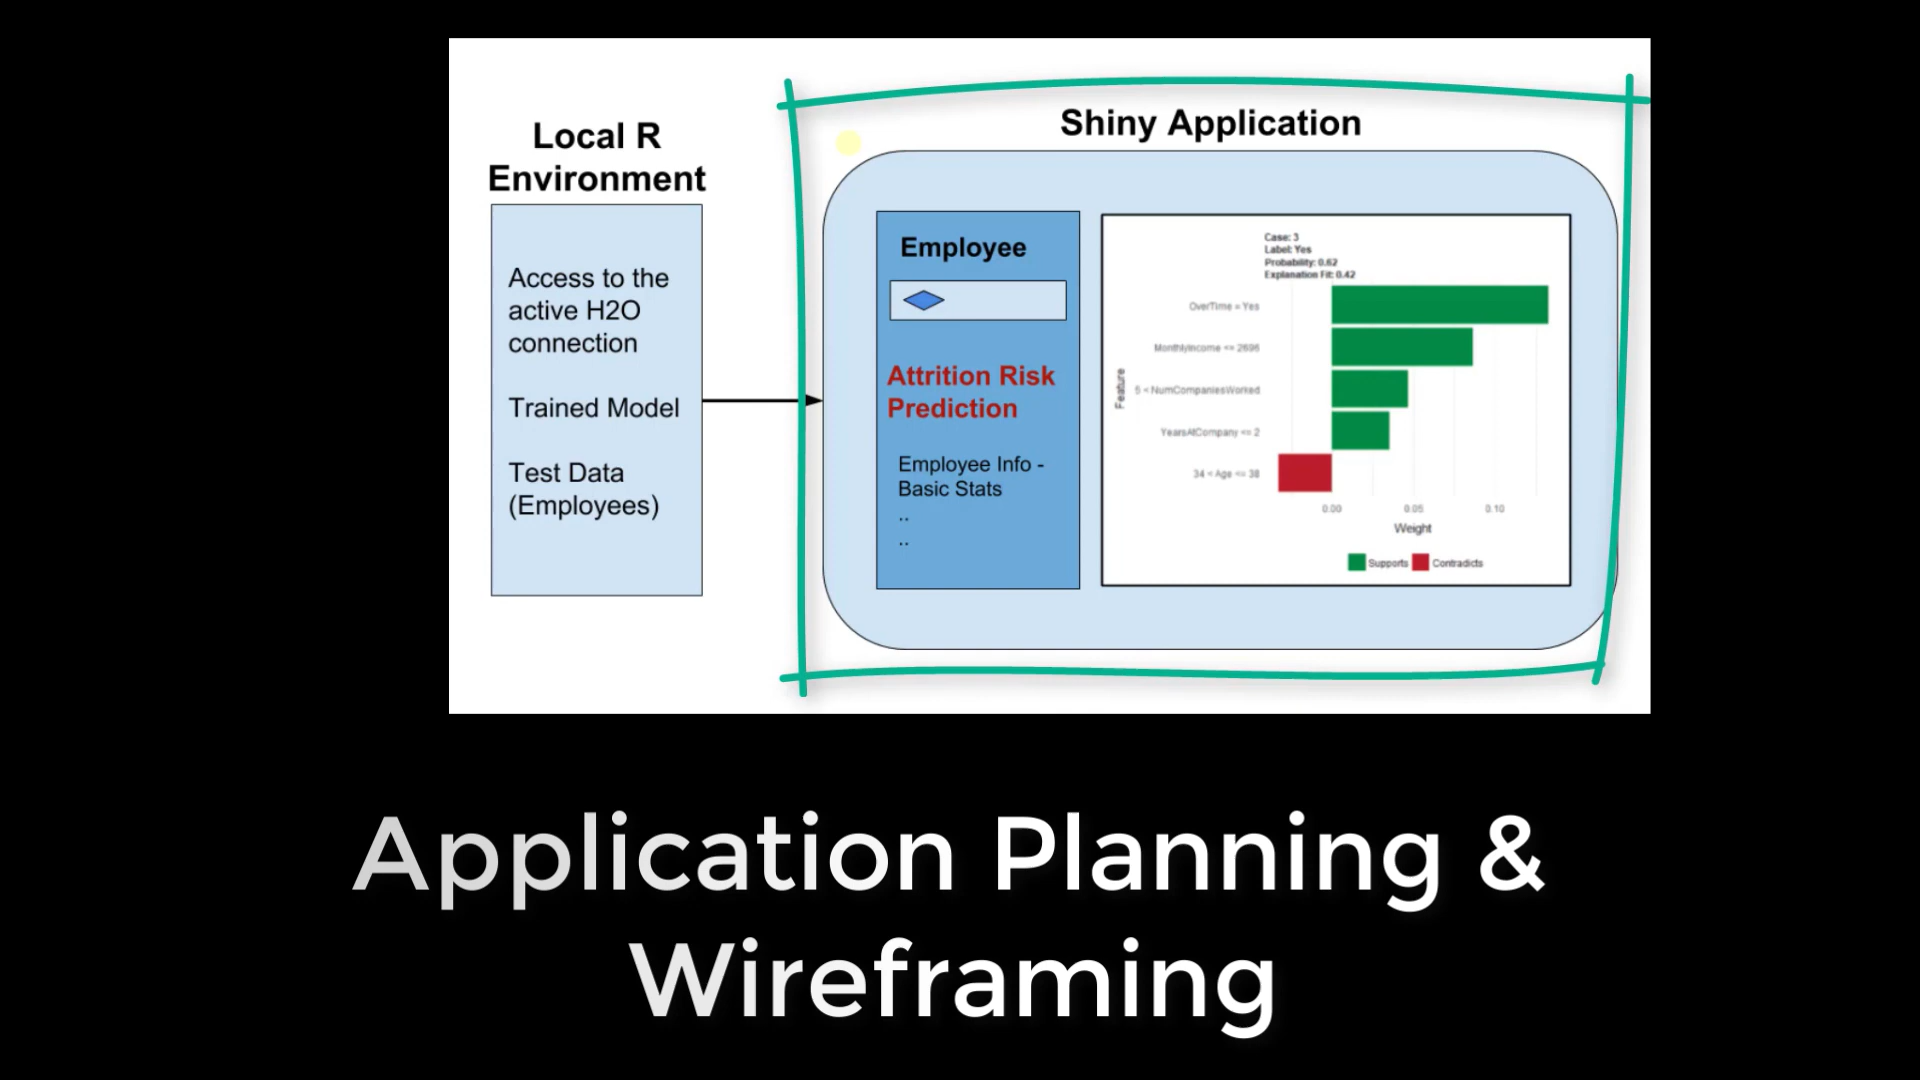 Local R
Environment
Access to the
active H2O
connection
Trained Model
Test Data
(Employees)
Shiny Application
Employee
Attrition Risk
Prediction
Employee Info -
Basic Stats
..
..
Case: 3
Label: Yes
Probability: 0.62
Explanation Fit: 0.42
Feature
OverTime = Yes
MonthlyIncome <= 2696
5 < NumCompaniesWorked
YearsAtCompany <= 2
34 < Age <= 38
0.00 0.05 0.10
Weight
Supports Contradicts
Application Planning &
Wireframing